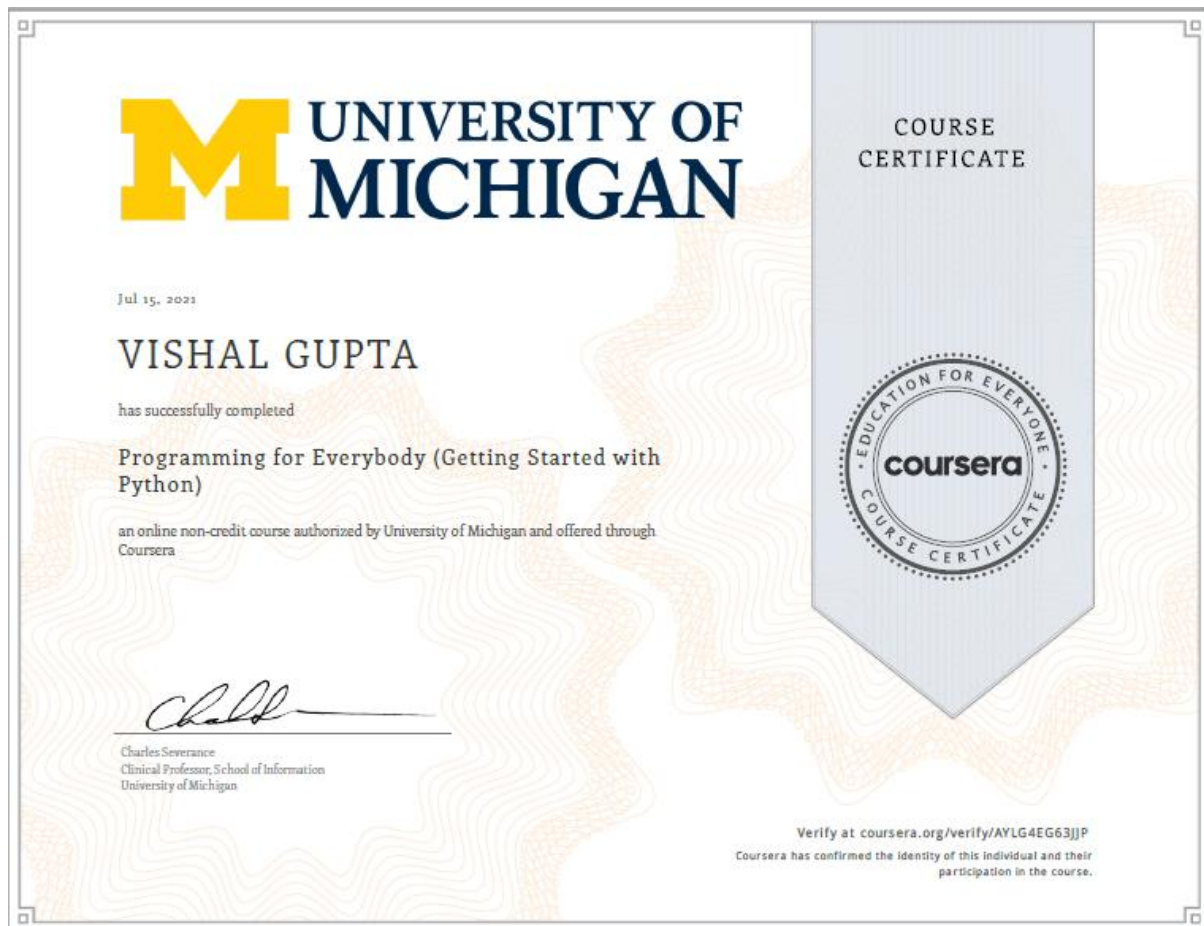 UNIVERSITY OF
MICHIGAN
COURSE
CERTIFICATE
Jul 15, 2021
VISHAL GUPTA
has successfully completed
Programming for Everybody (Getting Started with
Python)
an online non-credit course authorized by University of Michigan and offered through
Coursera
EDUCATION FOR EVERYONE
coursera
COURSE CERTIFICATE
Charles Severance
Clinical Professor, School of Information
University of Michigan
Verify at coursera.org/verify/AYLG4EG63JJP
Coursera has confirmed the identity of this individual and their
participation in the course.